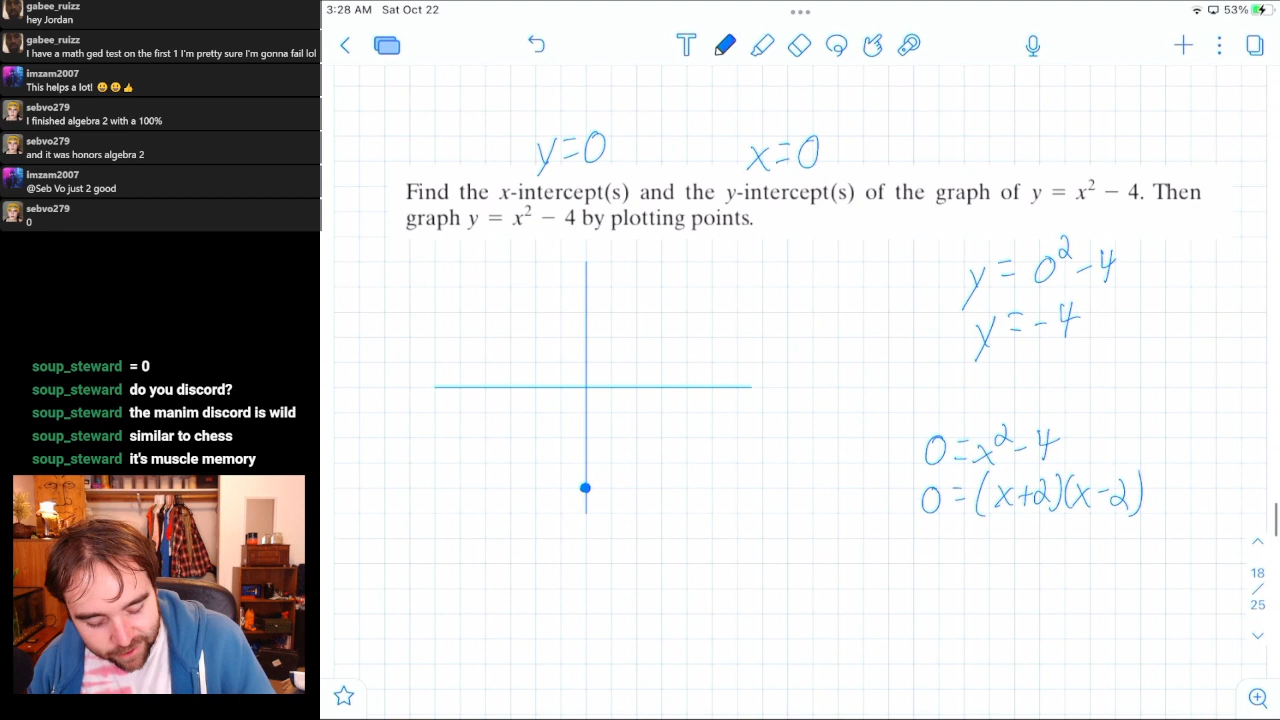 gabee_ruizz
hey Jordan
gabee_ruizz
I have a math ged test on the first 1 I'm pretty sure I'm gonna fail lol
imzam2007
This helps a lot! 😀😀👍
sebvo279
I finished algebra 2 with a 100%
sebvo279
and it was honors algebra 2
imzam2007
@Seb Vo just 2 good
sebvo279
0
soup_steward = 0
soup_steward do you discord?
soup_steward the manim discord is wild
soup_steward similar to chess
soup_steward it's muscle memory
3:28 AM Sat Oct 22
53%
T
y=0 x=0
Find the x-intercept(s) and the y-intercept(s) of the graph of y = x² − 4. Then
graph y = x² − 4 by plotting points.
y = 0² - 4
y = -4
0 = x² - 4
0 = (x+2)(x-2)
18
/
25